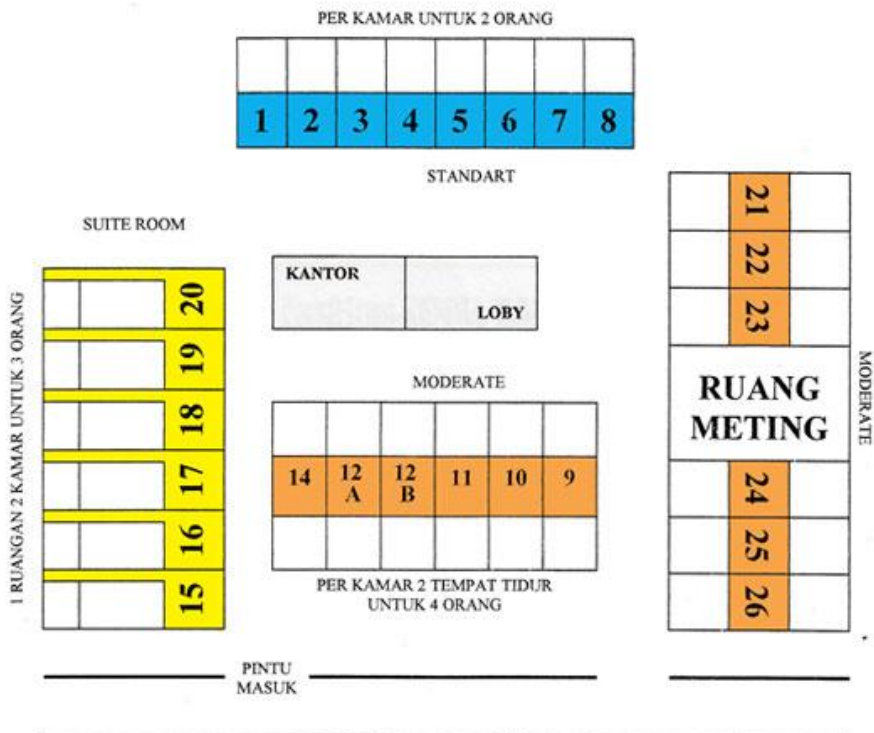 PER KAMAR UNTUK 2 ORANG
1 2 3 4 5 6 7 8
STANDART
SUITE ROOM
1 RUANGAN 2 KAMAR UNTUK 3 ORANG
20
19
18
17
16
15
KANTOR
LOBY
MODERATE
14 12 A 12 B 11 10 9
PER KAMAR 2 TEMPAT TIDUR
UNTUK 4 ORANG
21
22
23
RUANG
METING
24
25
26
MODERATE
PINTU
MASUK